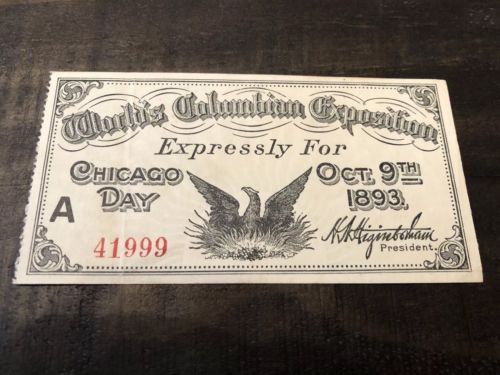 World's Columbian Exposition
Expressly For
CHICAGO DAY
OCT. 9TH 1893.
A
41999
H.N. Higinbotham
President.